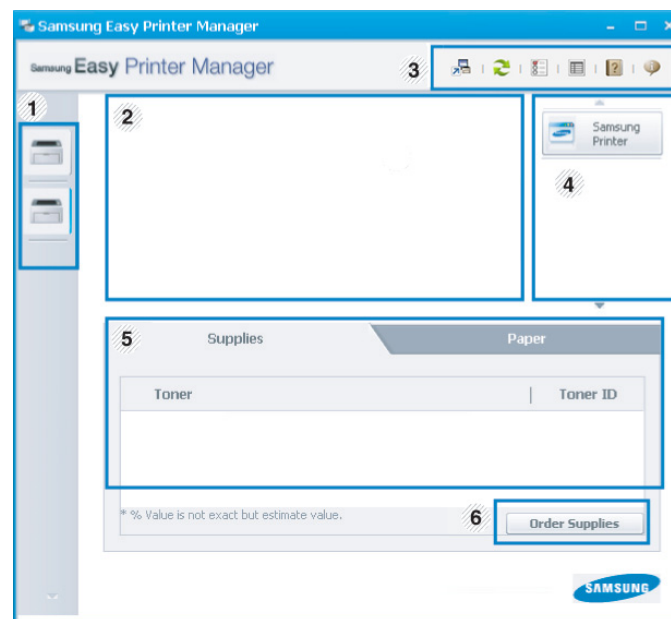 Samsung Easy Printer Manager
Samsung Easy Printer Manager
3
1
2
Samsung
Printer
4
5
Supplies
Paper
Toner
Toner ID
* % Value is not exact but estimate value.
6
Order Supplies
SAMSUNG